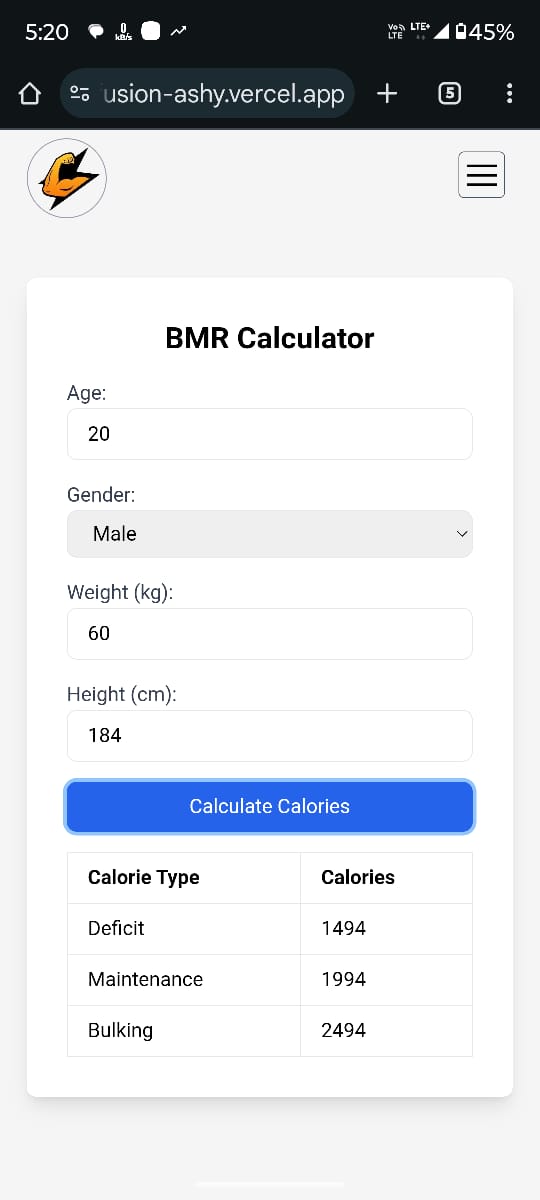 5:20 0 kB/s Vo) LTE LTE+ 45%
usion-ashy.vercel.app 5
BMR Calculator
Age:
20
Gender:
Male
Weight (kg):
60
Height (cm):
184
Calculate Calories
Calorie Type Calories
Deficit 1494
Maintenance 1994
Bulking 2494